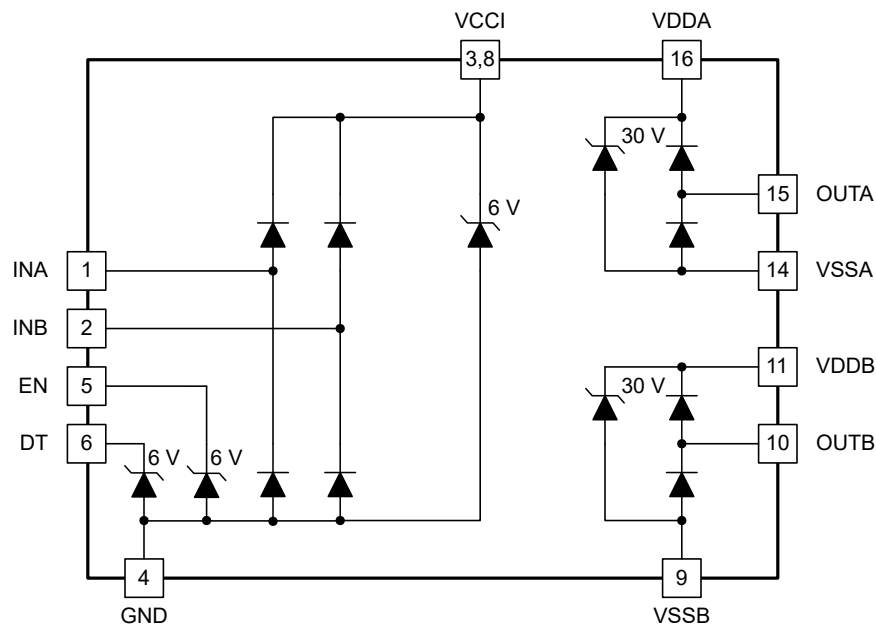 VCCI
VDDA
3,8
16
30 V
15
OUTA
6 V
INA
1
14
VSSA
INB
2
EN
5
11
VDDB
30 V
DT
6
10
OUTB
6 V
6 V
4
9
GND
VSSB